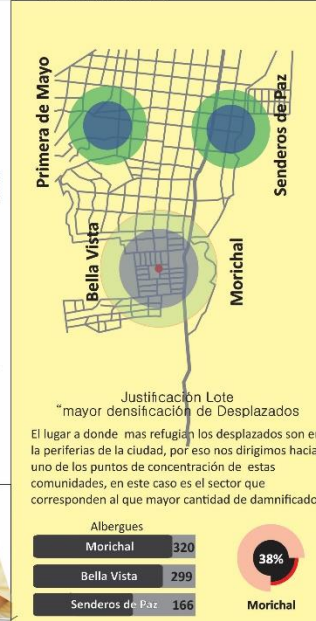 Primera de Mayo
Senderos de Paz
Bella Vista
Morichal
Justificación Lote
“mayor densificación de Desplazados
El lugar a donde mas refugian los desplazados son en
la periferias de la ciudad, por eso nos dirigimos hacia
uno de los puntos de concentración de estas
comunidades, en este caso es el sector que
corresponden al que mayor cantidad de damnificado
Albergues
Morichal 320
Bella Vista 299
Senderos de Paz 166
38%
Morichal